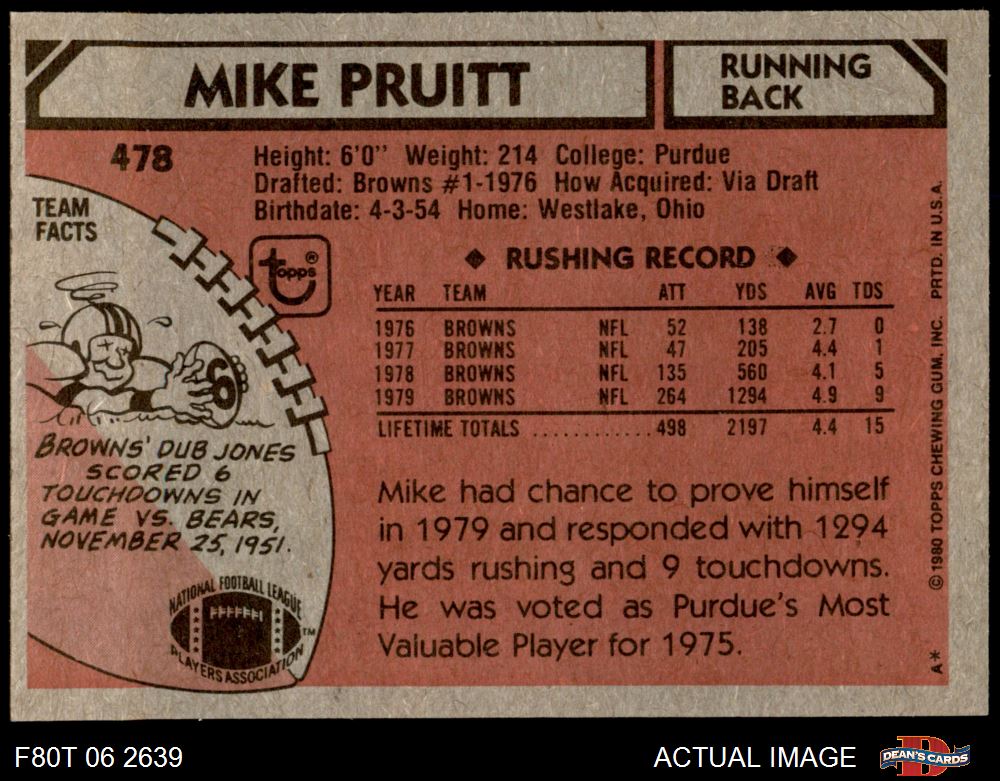 MIKE PRUITT
RUNNING
BACK
478
Height: 6'0" Weight: 214 College: Purdue
Drafted: Browns #1-1976 How Acquired: Via Draft
Birthdate: 4-3-54 Home: Westlake, Ohio
TEAM
FACTS
topps®
6
BROWNS' DUB JONES
SCORED 6
TOUCHDOWNS IN
GAME VS. BEARS,
NOVEMBER 25, 1951.
NATIONAL FOOTBALL LEAGUE
PLAYERS ASSOCIATION
TM
◆ RUSHING RECORD ◆
YEAR TEAM ATT YDS AVG TDS
1976 BROWNS NFL 52 138 2.7 0
1977 BROWNS NFL 47 205 4.4 1
1978 BROWNS NFL 135 560 4.1 5
1979 BROWNS NFL 264 1294 4.9 9
LIFETIME TOTALS ............ 498 2197 4.4 15
Mike had chance to prove himself
in 1979 and responded with 1294
yards rushing and 9 touchdowns.
He was voted as Purdue's Most
Valuable Player for 1975.
A* © 1980 TOPPS CHEWING GUM, INC. PRTD. IN U.S.A.
F80T 06 2639
ACTUAL IMAGE
DEAN'S CARDS